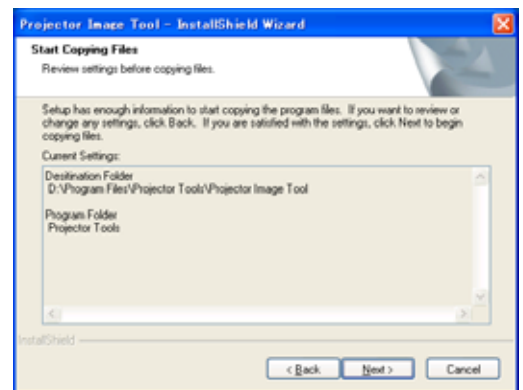 Projector Image Tool - InstallShield Wizard
Start Copying Files
Review settings before copying files.
Setup has enough information to start copying the program files. If you want to review or
change any settings, click Back. If you are satisfied with the settings, click Next to begin
copying files.
Current Settings:
Desitination Folder
D:\Program Files\Projector Tools\Projector Image Tool
Program Folder
Projector Tools
InstallShield
< Back
Next >
Cancel